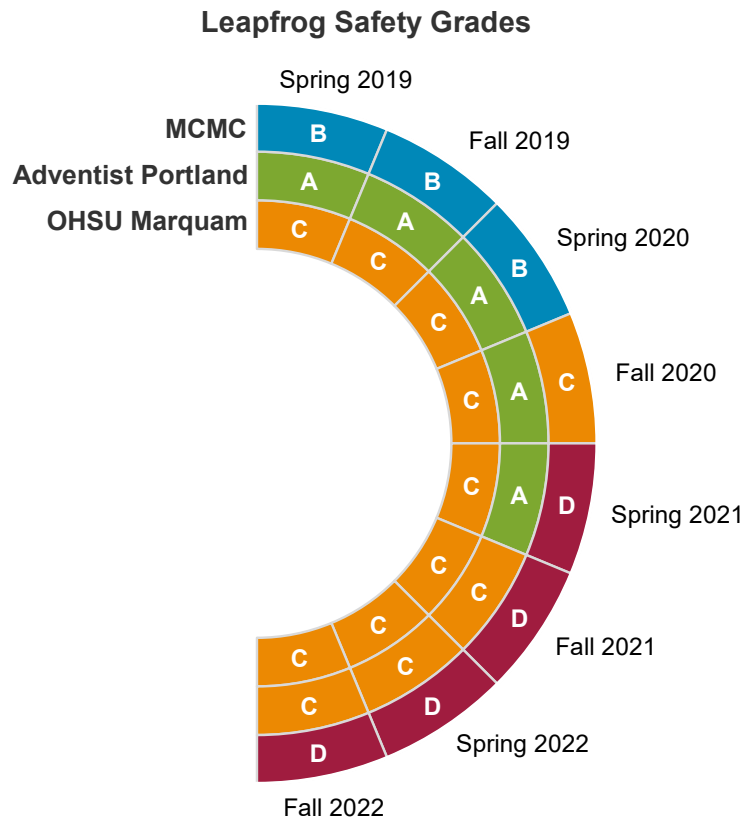 Leapfrog Safety Grades
Spring 2019
MCMC
B
Fall 2019
Adventist Portland
A
B
OHSU Marquam
C
A
C
Spring 2020
B
A
C
Fall 2020
C
A
C
Spring 2021
D
A
C
Fall 2021
D
C
C
Spring 2022
D
C
C
Fall 2022
D
C
C